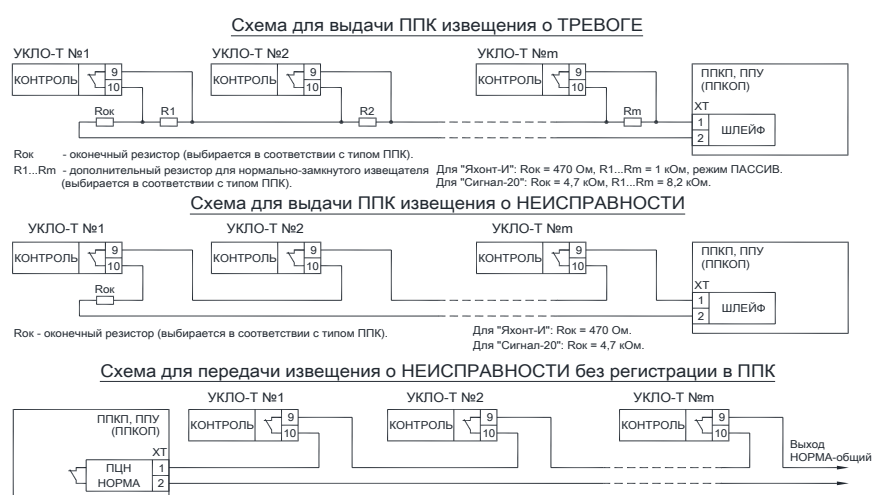 Схема для выдачи ППК извещения о ТРЕВОГЕ
УКЛО-Т №1
УКЛО-Т №2
УКЛО-Т №m
КОНТРОЛЬ
9
10
КОНТРОЛЬ
9
10
КОНТРОЛЬ
9
10
ППКП, ППУ
(ППКОП)
XT
1
2
ШЛЕЙФ
Rок
R1
R2
Rm
Rок - оконечный резистор (выбирается в соответствии с типом ППК).
R1...Rm - дополнительный резистор для нормально-замкнутого извещателя
(выбирается в соответствии с типом ППК).
Для "Яхонт-И": Rок = 470 Ом, R1...Rm = 1 кОм, режим ПАССИВ.
Для "Сигнал-20": Rок = 4,7 кОм, R1...Rm = 8,2 кОм.
Схема для выдачи ППК извещения о НЕИСПРАВНОСТИ
УКЛО-Т №1
УКЛО-Т №2
УКЛО-Т №m
КОНТРОЛЬ
9
10
КОНТРОЛЬ
9
10
КОНТРОЛЬ
9
10
ППКП, ППУ
(ППКОП)
XT
1
2
ШЛЕЙФ
Rок
Rок - оконечный резистор (выбирается в соответствии с типом ППК).
Для "Яхонт-И": Rок = 470 Ом.
Для "Сигнал-20": Rок = 4,7 кОм.
Схема для передачи извещения о НЕИСПРАВНОСТИ без регистрации в ППК
УКЛО-Т №1
УКЛО-Т №2
УКЛО-Т №m
ППКП, ППУ
(ППКОП)
XT
ПЦН
НОРМА
1
2
КОНТРОЛЬ
9
10
КОНТРОЛЬ
9
10
КОНТРОЛЬ
9
10
Выход
НОРМА-общий